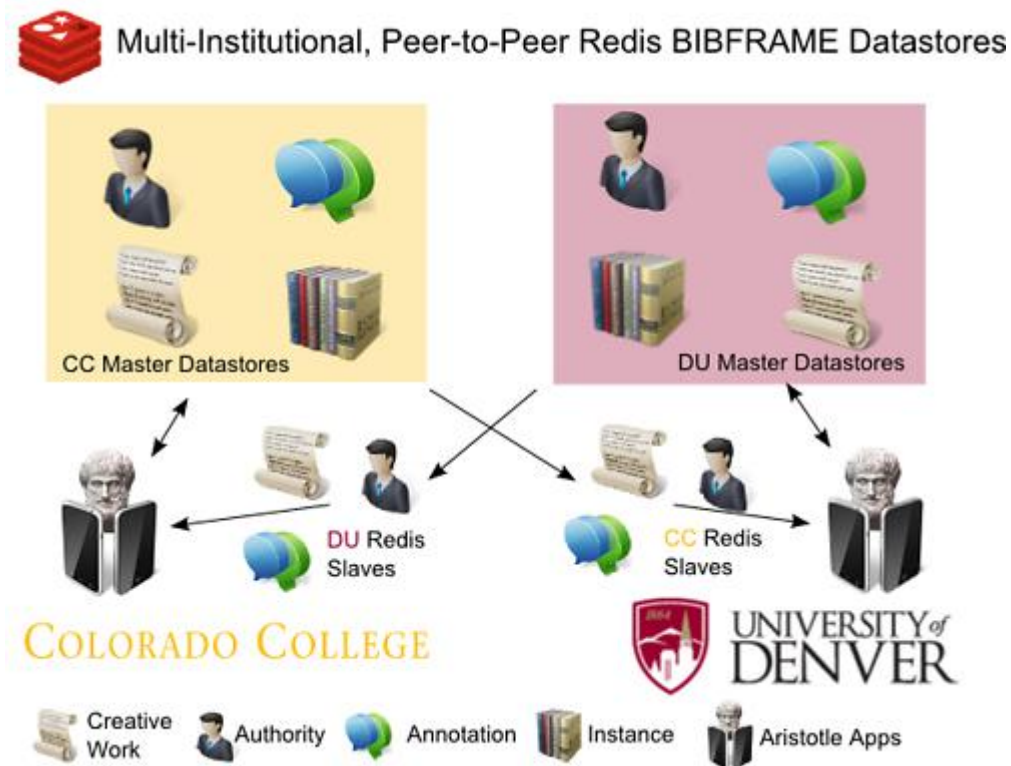 Multi-Institutional, Peer-to-Peer Redis BIBFRAME Datastores
CC Master Datastores
DU Master Datastores
DU Redis
Slaves
CC Redis
Slaves
COLORADO COLLEGE
1864
UNIVERSITY of
DENVER
Creative
Work
Authority
Annotation
Instance
Aristotle Apps